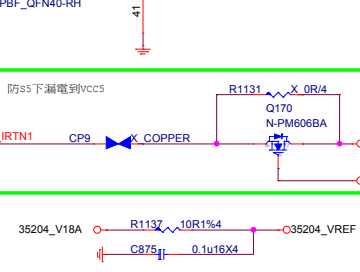 PBF_QFN40-RH
41
防S5下漏電到VCC5
R1131 X_0R/4
Q170
N-PM606BA
IRTN1 CP9 X_COPPER
35204_V18A R1137 10R1%4 35204_VREF
C875 0.1u16X4